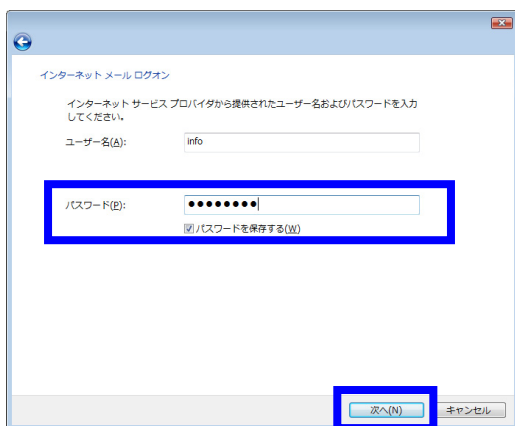 インターネット メール ログオン
インターネット サービス プロバイダから提供されたユーザー名およびパスワードを入力
してください。
ユーザー名(A):
info
パスワード(P):
●●●●●●●●
パスワードを保存する(W)
次へ(N)
キャンセル